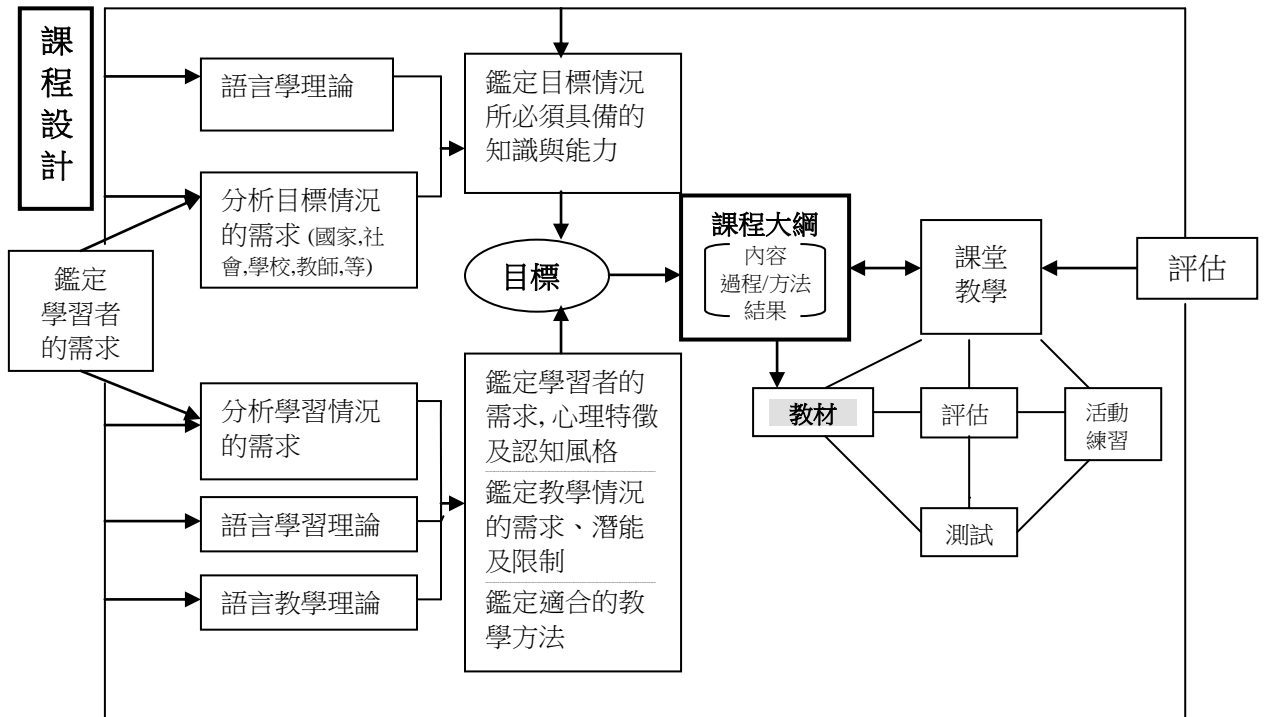 課程設計
語言學理論
分析目標情況
的需求 (國家,社
會,學校,教師,等)
鑑定
學習者
的需求
分析學習情況
的需求
語言學習理論
語言教學理論
鑑定目標情況
所必須具備的
知識與能力
目標
鑑定學習者的
需求, 心理特徵
及認知風格
鑑定教學情況
的需求、潛能
及限制
鑑定適合的教
學方法
課程大綱
內容
過程/方法
結果
課堂
教學
評估
教材
評估
活動
練習
測試